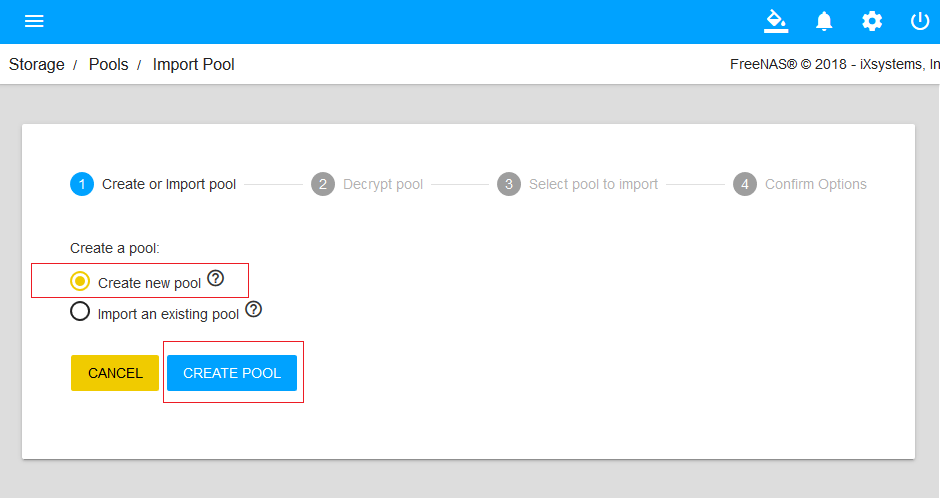 Storage / Pools / Import Pool
FreeNAS® © 2018 - iXsystems, In
1 Create or Import pool 2 Decrypt pool 3 Select pool to import 4 Confirm Options
Create a pool:
Create new pool ?
Import an existing pool ?
CANCEL CREATE POOL